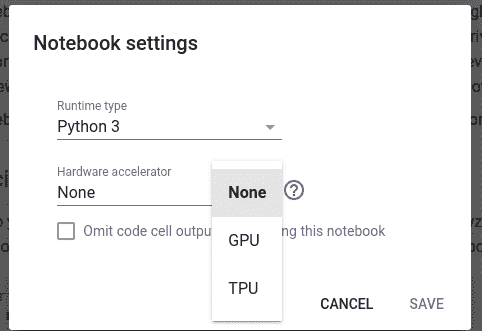 Notebook settings
Runtime type
Python 3
Hardware accelerator
None
None
?
Omit code cell outpu ng this notebook
GPU
TPU
CANCEL SAVE